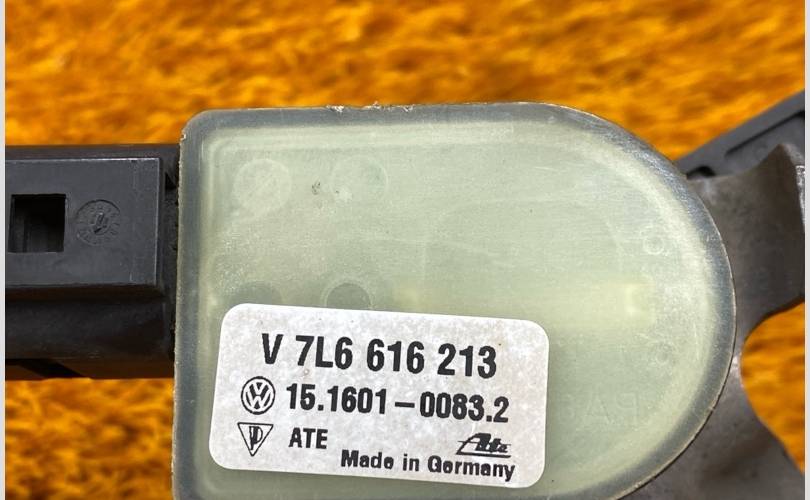 V 7L6 616 213
15.1601-0083.2
ATE
Ate
Made in Germany